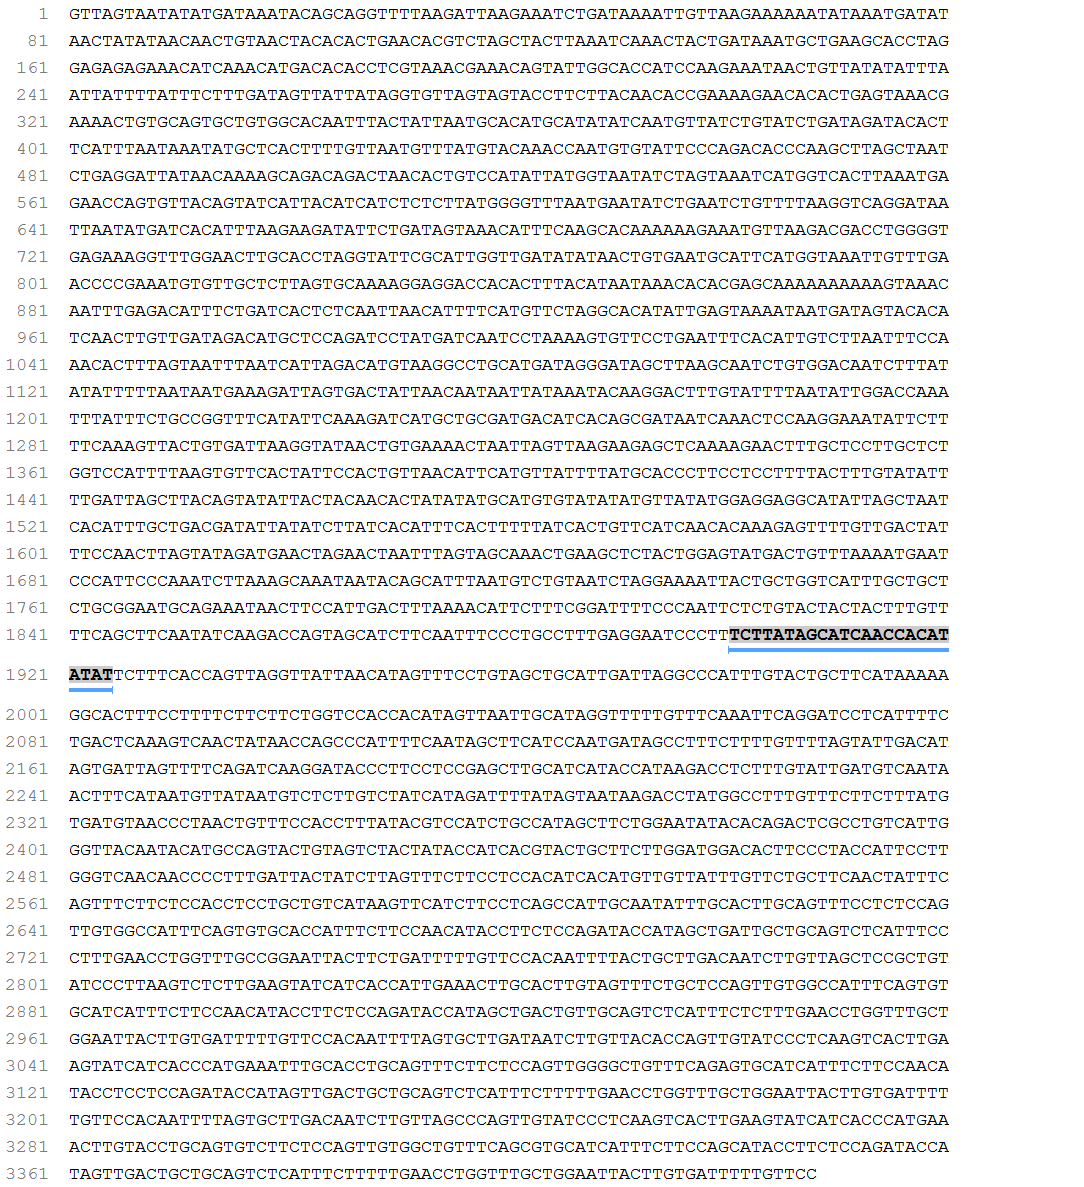 1 GTTAGTAATATATGATAAATACAGCAGGTTTTAAGATTAAGAAATCTGATAAAATTGTTAAGAAAAAATATAAATGATAT
81 AACTATATAACAACTGTAACTACACACTGAACACGTCTAGCTACTTAAATCAAACTACTGATAAATGCTGAAGCACCTAG
161 GAGAGAGAAACATCAAACATGACACACCTCGTAAACGAAACAGTATTGGCACCATCCAAGAAATAACTGTTATATATTTA
241 ATTATTTTATTTCTTTGATAGTTATTATAGGTGTTAGTAGTACCTTCTTACAACACCGAAAAGAACACACTGAGTAAACG
321 AAAACTGTGCAGTGCTGTGGCACAATTTACTATTAATGCACATGCATATATCAATGTTATCTGTATCTGATAGATACACT
401 TCATTTAATAAATATGCTCACTTTTGTTAATGTTTATGTACAAACCAATGTGTATTCCCAGACACCCAAGCTTAGCTAAT
481 CTGAGGATTATAACAAAAGCAGACAGACTAACACTGTCCATATTATGGTAATATCTAGTAAATCATGGTCACTTAAATGA
561 GAACCAGTGTTACAGTATCATTACATCATCTCTCTTATGGGGTTTAATGAATATCTGAATCTGTTTTAAGGTCAGGATAA
641 TTAATATGATCACATTTAAGAAGATATTCTGATAGTAAACATTTCAAGCACAAAAAAGAAATGTTAAGACGACCTGGGGT
721 GAGAAAGGTTTGGAACTTGCACCTAGGTATTCGCATTGGTTGATATATAACTGTGAATGCATTCATGGTAAATTGTTTGA
801 ACCCCGAAATGTGTTGCTCTTAGTGCAAAAGGAGGACCACACTTTACATAATAAACACACGAGCAAAAAAAAAAGTAAAC
881 AATTTGAGACATTTCTGATCACTCTCAATTAACATTTTCATGTTCTAGGCACATATTGAGTAAAATAATGATAGTACACA
961 TCAACTTGTTGATAGACATGCTCCAGATCCTATGATCAATCCTAAAAGTGTTCCTGAATTTCACATTGTCTTAATTTCCA
1041 AACACTTTAGTAATTTAATCATTAGACATGTAAGGCCTGCATGATAGGGATAGCTTAAGCAATCTGTGGACAATCTTTAT
1121 ATATTTTTAATAATGAAAGATTAGTGACTATTAACAATAATTATAAATACAAGGACTTTGTATTTTAATATTGGACCAAA
1201 TTTATTTCTGCCGGTTTCATATTCAAAGATCATGCTGCGATGACATCACAGCGATAATCAAACTCCAAGGAAATATTCTT
1281 TTCAAAGTTACTGTGATTAAGGTATAACTGTGAAAACTAATTAGTTAAGAAGAGCTCAAAAGAACTTTGCTCCTTGCTCT
1361 GGTCCATTTTAAGTGTTCACTATTCCACTGTTAACATTCATGTTATTTTATGCACCCTTCCTCCTTTTACTTTGTATATT
1441 TTGATTAGCTTACAGTATATTACTACAACACTATATATGCATGTGTATATATGTTATATGGAGGAGGCATATTAGCTAAT
1521 CACATTTGCTGACGATATTATATCTTATCACATTTCACTTTTTATCACTGTTCATCAACACAAAGAGTTTTGTTGACTAT
1601 TTCCAACTTAGTATAGATGAACTAGAACTAATTTAGTAGCAAACTGAAGCTCTACTGGAGTATGACTGTTTAAAATGAAT
1681 CCCATTCCCAAATCTTAAAGCAAATAATACAGCATTTAATGTCTGTAATCTAGGAAAATTACTGCTGGTCATTTGCTGCT
1761 CTGCGGAATGCAGAAATAACTTCCATTGACTTTAAAACATTCTTTCGGATTTTCCCAATTCTCTGTACTACTACTTTGTT
1841 TTCAGCTTCAATATCAAGACCAGTAGCATCTTCAATTTCCCTGCCTTTGAGGAATCCCTTTCTTATAGCATCAACCACAT
1921 ATATTCTTTCACCAGTTAGGTTATTAACATAGTTTCCTGTAGCTGCATTGATTAGGCCCATTTGTACTGCTTCATAAAAA
2001 GGCACTTTCCTTTTCTTCTTCTGGTCCACCACATAGTTAATTGCATAGGTTTTTGTTTCAAATTCAGGATCCTCATTTTC
2081 TGACTCAAAGTCAACTATAACCAGCCCATTTTCAATAGCTTCATCCAATGATAGCCTTTCTTTTGTTTTAGTATTGACAT
2161 AGTGATTAGTTTTCAGATCAAGGATACCCTTCCTCCGAGCTTGCATCATACCATAAGACCTCTTTGTATTGATGTCAATA
2241 ACTTTCATAATGTTATAATGTCTCTTGTCTATCATAGATTTTATAGTAATAAGACCTATGGCCTTTGTTTCTTCTTTATG
2321 TGATGTAACCCTAACTGTTTCCACCTTTATACGTCCATCTGCCATAGCTTCTGGAATATACACAGACTCGCCTGTCATTG
2401 GGTTACAATACATGCCAGTACTGTAGTCTACTATACCATCACGTACTGCTTCTTGGATGGACACTTCCCTACCATTCCTT
2481 GGGTCAACAACCCCTTTGATTACTATCTTAGTTTCTTCCTCCACATCACATGTTGTTATTTGTTCTGCTTCAACTATTTC
2561 AGTTTCTTCTCCACCTCCTGCTGTCATAAGTTCATCTTCCTCAGCCATTGCAATATTTGCACTTGCAGTTTCCTCTCCAG
2641 TTGTGGCCATTTCAGTGTGCACCATTTCTTCCAACATACCTTCTCCAGATACCATAGCTGATTGCTGCAGTCTCATTTCC
2721 CTTTGAACCTGGTTTGCCGGAATTACTTCTGATTTTTGTTCCACAATTTTACTGCTTGACAATCTTGTTAGCTCCGCTGT
2801 ATCCCTTAAGTCTCTTGAAGTATCATCACCATTGAAACTTGCACTTGTAGTTTCTGCTCCAGTTGTGGCCATTTCAGTGT
2881 GCATCATTTCTTCCAACATACCTTCTCCAGATACCATAGCTGACTGTTGCAGTCTCATTTCTCTTTGAACCTGGTTTGCT
2961 GGAATTACTTGTGATTTTTGTTCCACAATTTTAGTGCTTGATAATCTTGTTACACCAGTTGTATCCCTCAAGTCACTTGA
3041 AGTATCATCACCCATGAAATTTGCACCTGCAGTTTCTTCTCCAGTTGGGGCTGTTTCAGAGTGCATCATTTCTTCCAACA
3121 TACCTCCTCCAGATACCATAGTTGACTGCTGCAGTCTCATTTCTTTTTGAACCTGGTTTGCTGGAATTACTTGTGATTTT
3201 TGTTCCACAATTTTAGTGCTTGACAATCTTGTTAGCCCAGTTGTATCCCTCAAGTCACTTGAAGTATCATCACCCATGAA
3281 ACTTGTACCTGCAGTGTCTTCTCCAGTTGTGGCTGTTTCAGCGTGCATCATTTCTTCCAGCATACCTTCTCCAGATACCA
3361 TAGTTGACTGCTGCAGTCTCATTTCTTTTTGAACCTGGTTTGCTGGAATTACTTGTGATTTTTGTTCC